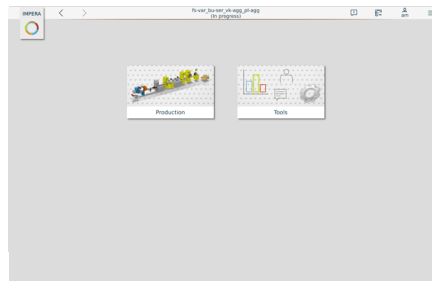 IMPERA
fs-var_bu-ser_vk-agg_pl-agg
(In progress)
am
Production
Tools